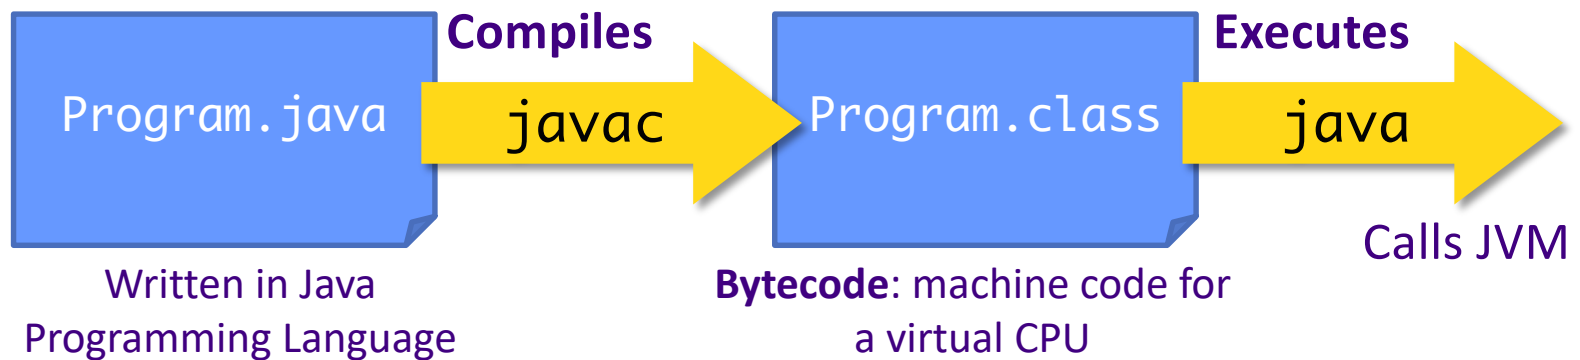 Compiles
Executes
Program.java
javac
Program.class
java
Calls JVM
Written in Java
Programming Language
Bytecode: machine code for
a virtual CPU